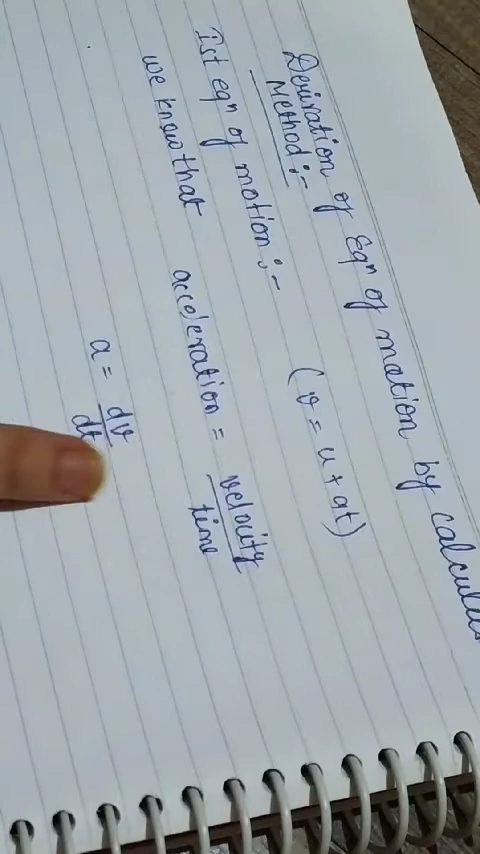 Derivation of Eqn of motion by calculus
Method :-
Ist eqn of motion :- (v = u + at)
we know that acceleration = velocity / time
a = dv / dt